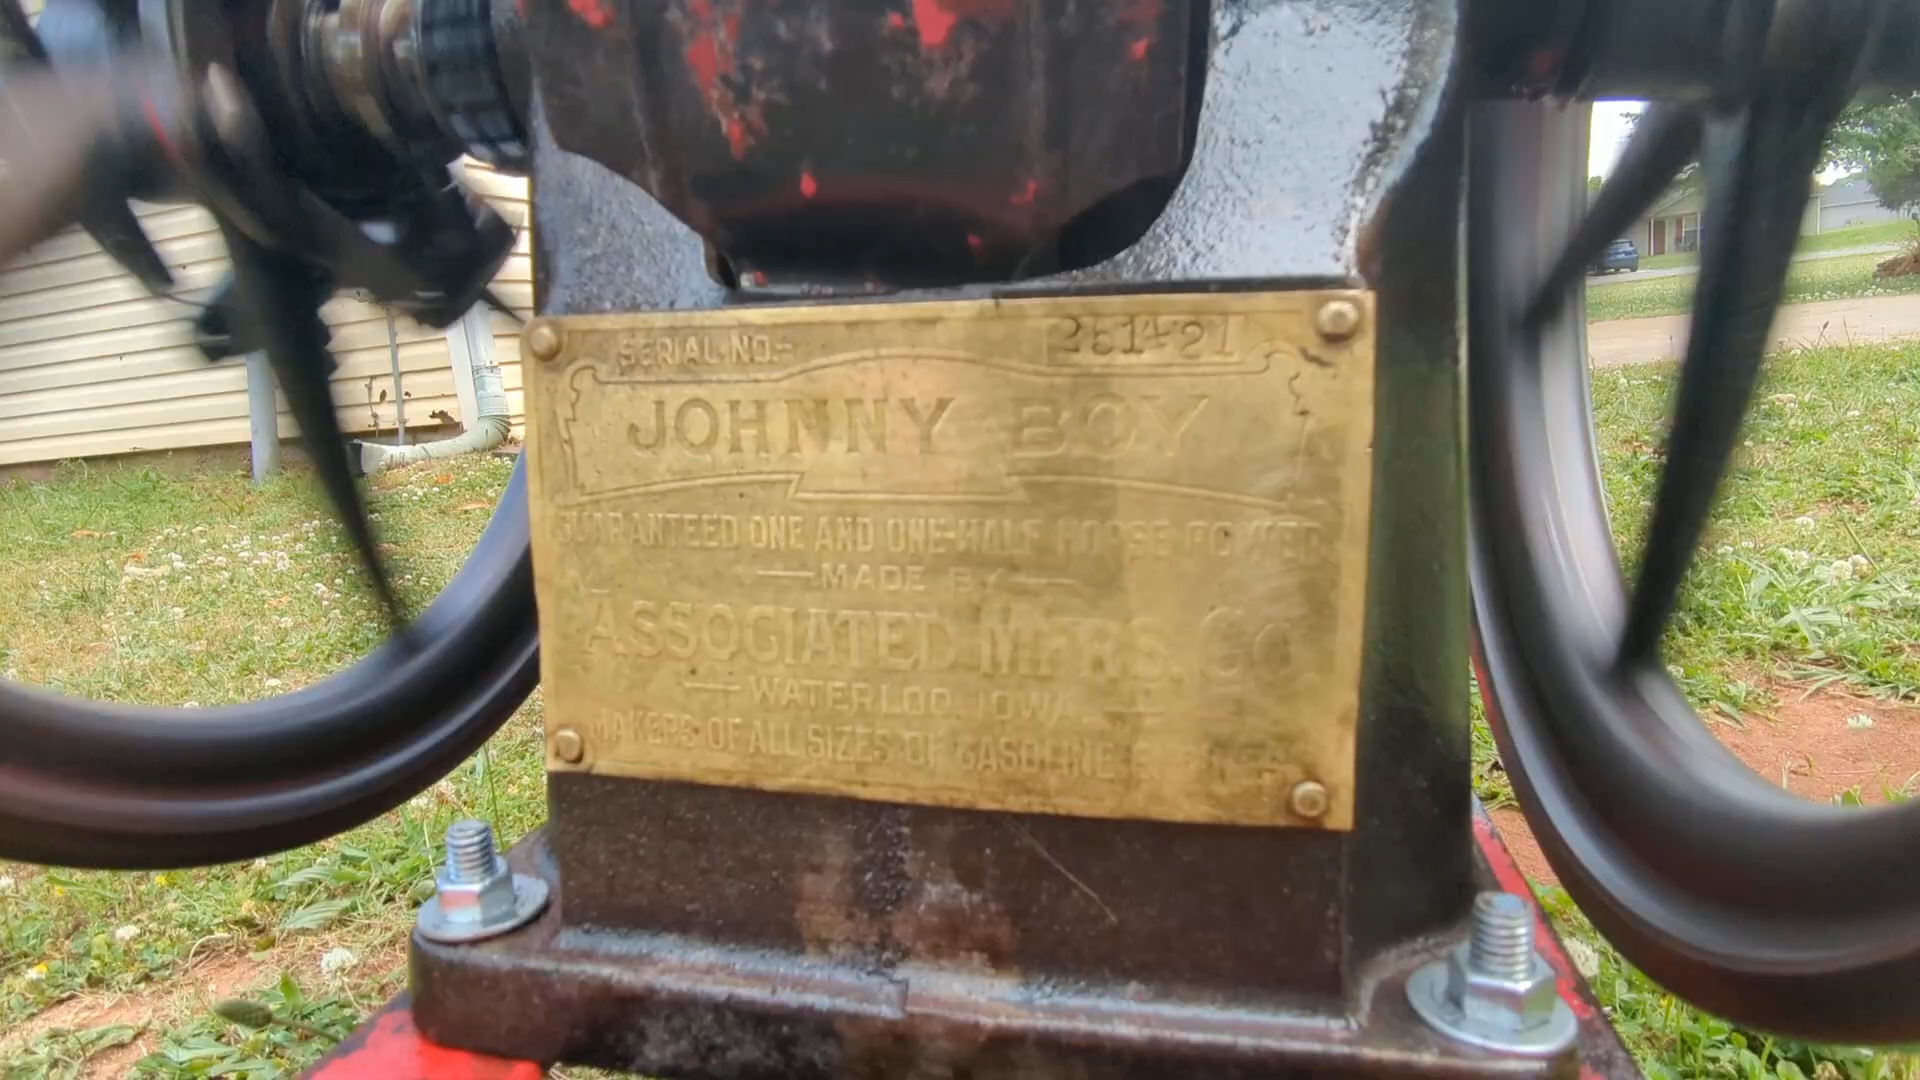 SERIAL NO.-
JOHNNY BOY
GUARANTEED ONE AND ONE-HALF HORSE POWER
MADE BY
ASSOCIATED MFRS. CO.
WATERLOO, IOWA.
MAKERS OF ALL SIZES OF GASOLINE ENGINES